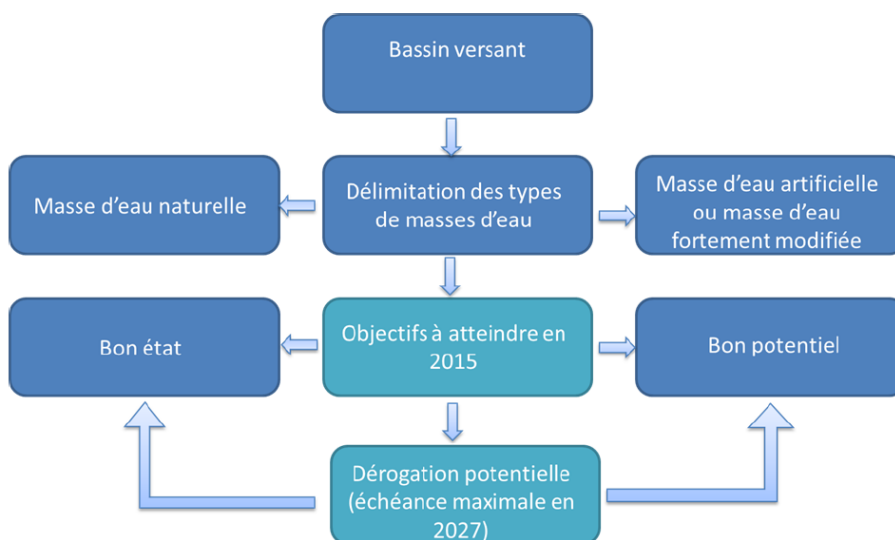 Bassin versant
Masse d'eau naturelle
Délimitation des types
de masses d'eau
Masse d'eau artificielle
ou masse d'eau
fortement modifiée
Bon état
Objectifs à atteindre en
2015
Bon potentiel
Dérogation potentielle
(échéance maximale en
2027)